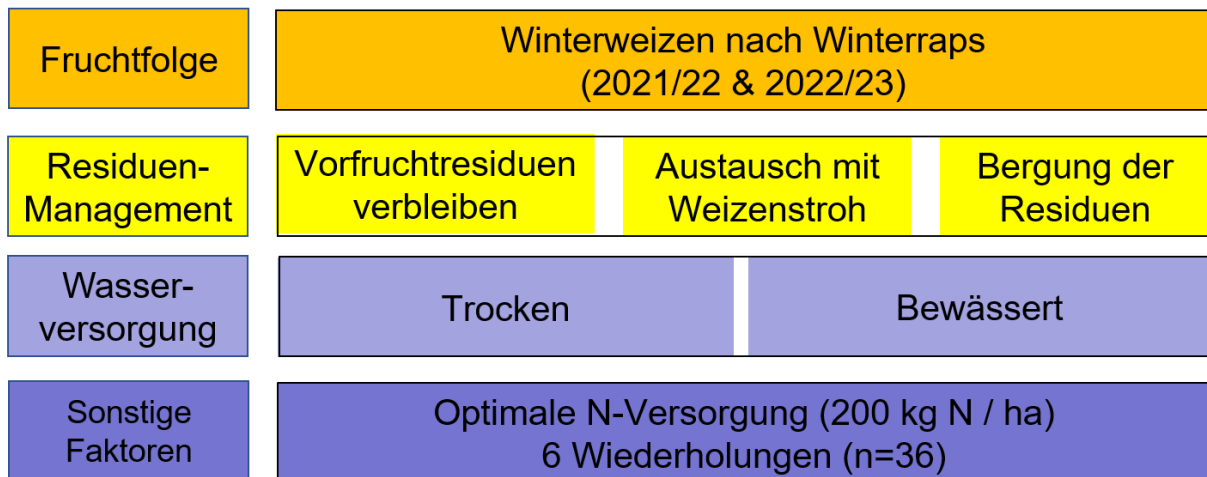 Fruchtfolge
Winterweizen nach Winterraps
(2021/22 & 2022/23)
Residuen-
Management
Vorfruchtresiduen
verbleiben
Austausch mit
Weizenstroh
Bergung der
Residuen
Wasser-
versorgung
Trocken
Bewässert
Sonstige
Faktoren
Optimale N-Versorgung (200 kg N / ha)
6 Wiederholungen (n=36)